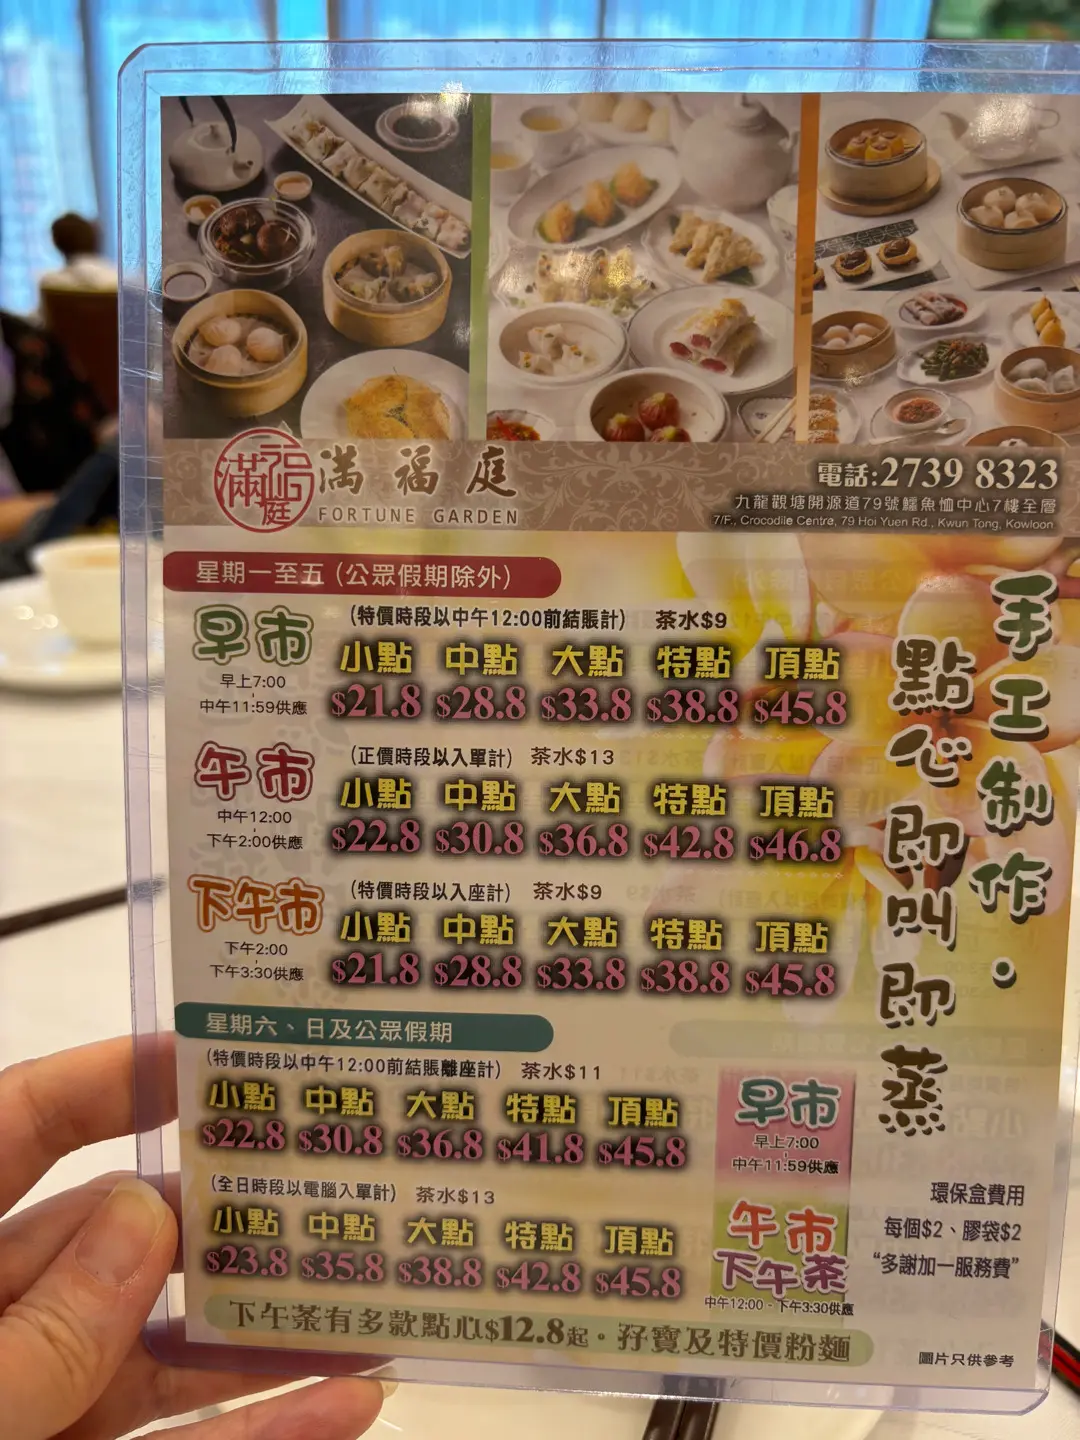 滿福庭
滿福庭
FORTUNE GARDEN
電話:2739 8323
九龍觀塘開源道79號鱷魚恤中心7樓全層
7/F., Crocodile Centre, 79 Hoi Yuen Rd., Kwun Tong, Kowloon
手工制作·
點心即叫即蒸
星期一至五 (公眾假期除外)
早市
早上7:00
-
中午11:59供應
(特價時段以中午12:00前結賬計) 茶水$9
小點 中點 大點 特點 頂點
$21.8 $28.8 $33.8 $38.8 $45.8
午市
中午12:00
-
下午2:00供應
(正價時段以入單計) 茶水$13
小點 中點 大點 特點 頂點
$22.8 $30.8 $36.8 $42.8 $46.8
下午市
下午2:00
-
下午3:30供應
(特價時段以入座計) 茶水$9
小點 中點 大點 特點 頂點
$21.8 $28.8 $33.8 $38.8 $45.8
星期六、日及公眾假期
(特價時段以中午12:00前結賬離座計) 茶水$11
小點 中點 大點 特點 頂點
$22.8 $30.8 $36.8 $41.8 $45.8
早市
早上7:00
-
中午11:59供應
(全日時段以電腦入單計) 茶水$13
小點 中點 大點 特點 頂點
$23.8 $35.8 $38.8 $42.8 $45.8
午市
下午茶
中午12:00 - 下午3:30供應
環保盒費用
每個$2、膠袋$2
“多謝加一服務費”
下午茶有多款點心$12.8起。孖寶及特價粉麵
圖片只供參考